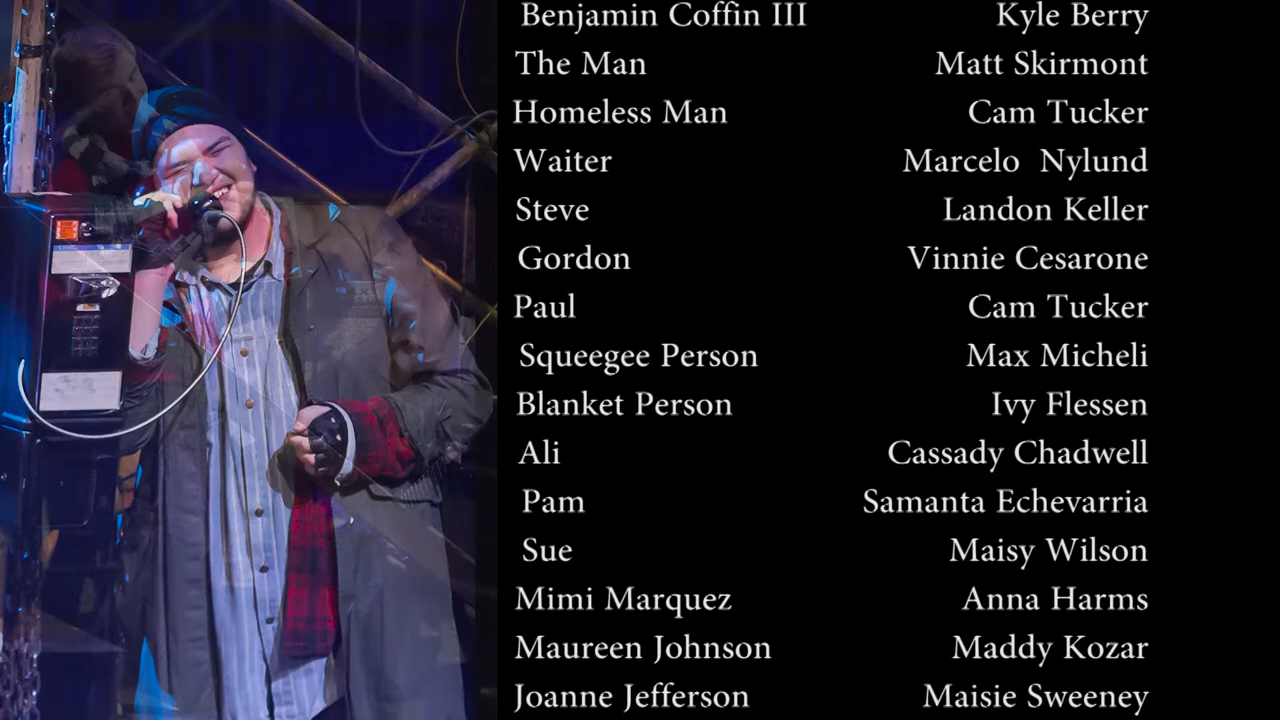 Benjamin Coffin III Kyle Berry
The Man Matt Skirmont
Homeless Man Cam Tucker
Waiter Marcelo  Nylund
Steve Landon Keller
Gordon Vinnie Cesarone
Paul Cam Tucker
Squeegee Person Max Micheli
Blanket Person Ivy Flessen
Ali Cassady Chadwell
Pam Samanta Echevarria
Sue Maisy Wilson
Mimi Marquez Anna Harms
Maureen Johnson Maddy Kozar
Joanne Jefferson Maisie Sweeney